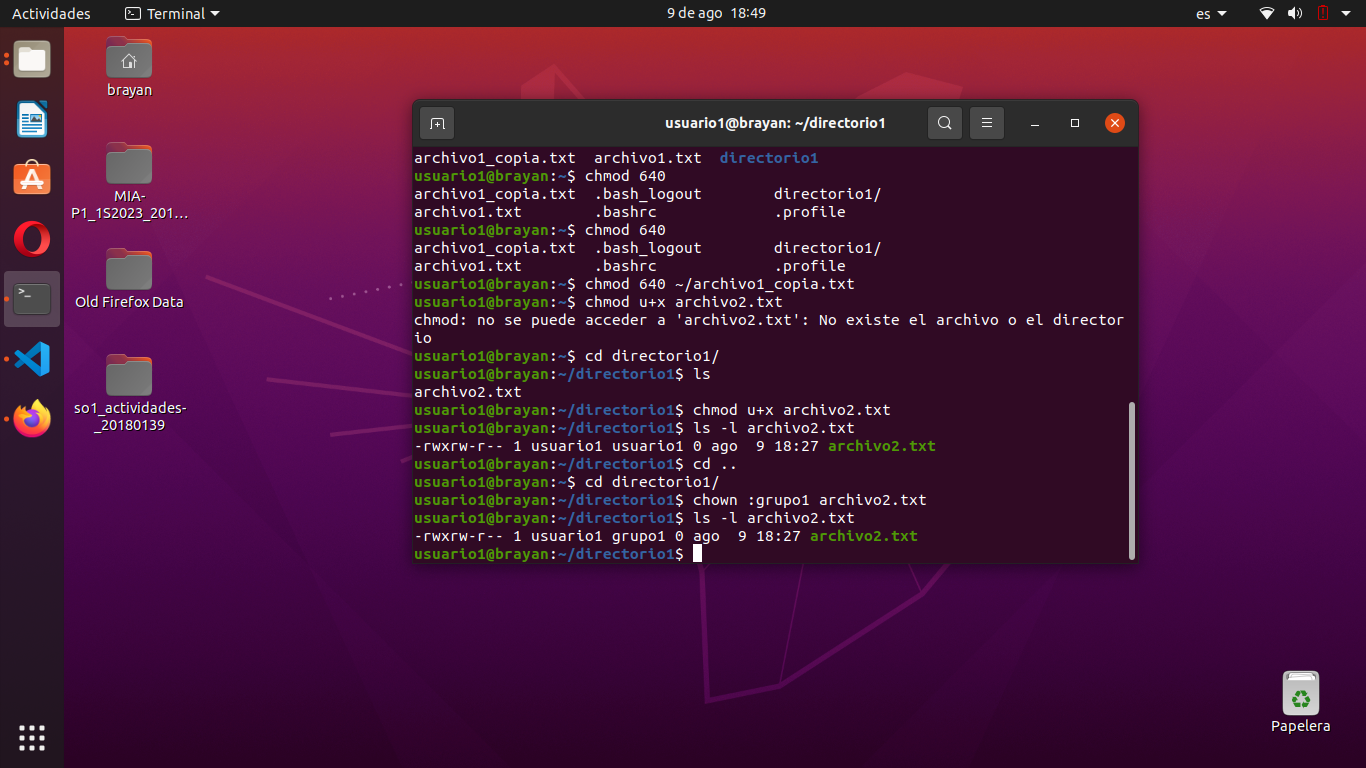 Actividades
Terminal
9 de ago 18:49
es
brayan
MIA-
P1_1S2023_201...
Old Firefox Data
so1_actividades-
_20180139
usuario1@brayan: ~/directorio1
archivo1_copia.txt  archivo1.txt  directorio1
usuario1@brayan:~$ chmod 640
archivo1_copia.txt  .bash_logout        directorio1/
archivo1.txt        .bashrc             .profile
usuario1@brayan:~$ chmod 640
archivo1_copia.txt  .bash_logout        directorio1/
archivo1.txt        .bashrc             .profile
usuario1@brayan:~$ chmod 640 ~/archivo1_copia.txt
usuario1@brayan:~$ chmod u+x archivo2.txt
chmod: no se puede acceder a 'archivo2.txt': No existe el archivo o el director
io
usuario1@brayan:~$ cd directorio1/
usuario1@brayan:~/directorio1$ ls
archivo2.txt
usuario1@brayan:~/directorio1$ chmod u+x archivo2.txt
usuario1@brayan:~/directorio1$ ls -l archivo2.txt
-rwxrw-r-- 1 usuario1 usuario1 0 ago  9 18:27 archivo2.txt
usuario1@brayan:~/directorio1$ cd ..
usuario1@brayan:~$ cd directorio1/
usuario1@brayan:~/directorio1$ chown :grupo1 archivo2.txt
usuario1@brayan:~/directorio1$ ls -l archivo2.txt
-rwxrw-r-- 1 usuario1 grupo1 0 ago  9 18:27 archivo2.txt
usuario1@brayan:~/directorio1$
Papelera